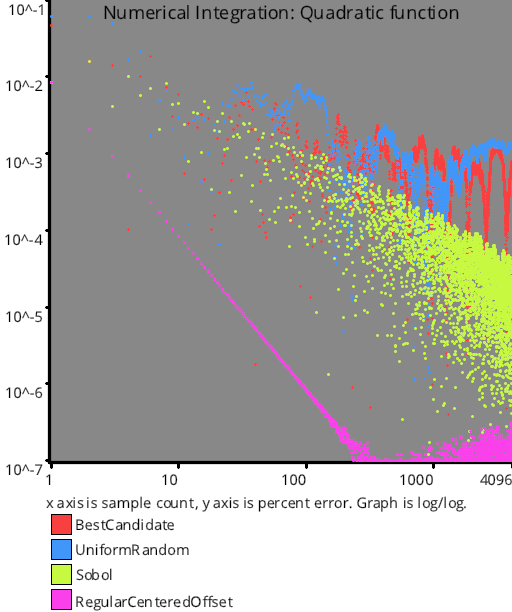 Numerical Integration: Quadratic function
10^-1
10^-2
10^-3
10^-4
10^-5
10^-6
10^-7
1 10 100 1000 4096
x axis is sample count, y axis is percent error. Graph is log/log.
BestCandidate
UniformRandom
Sobol
RegularCenteredOffset